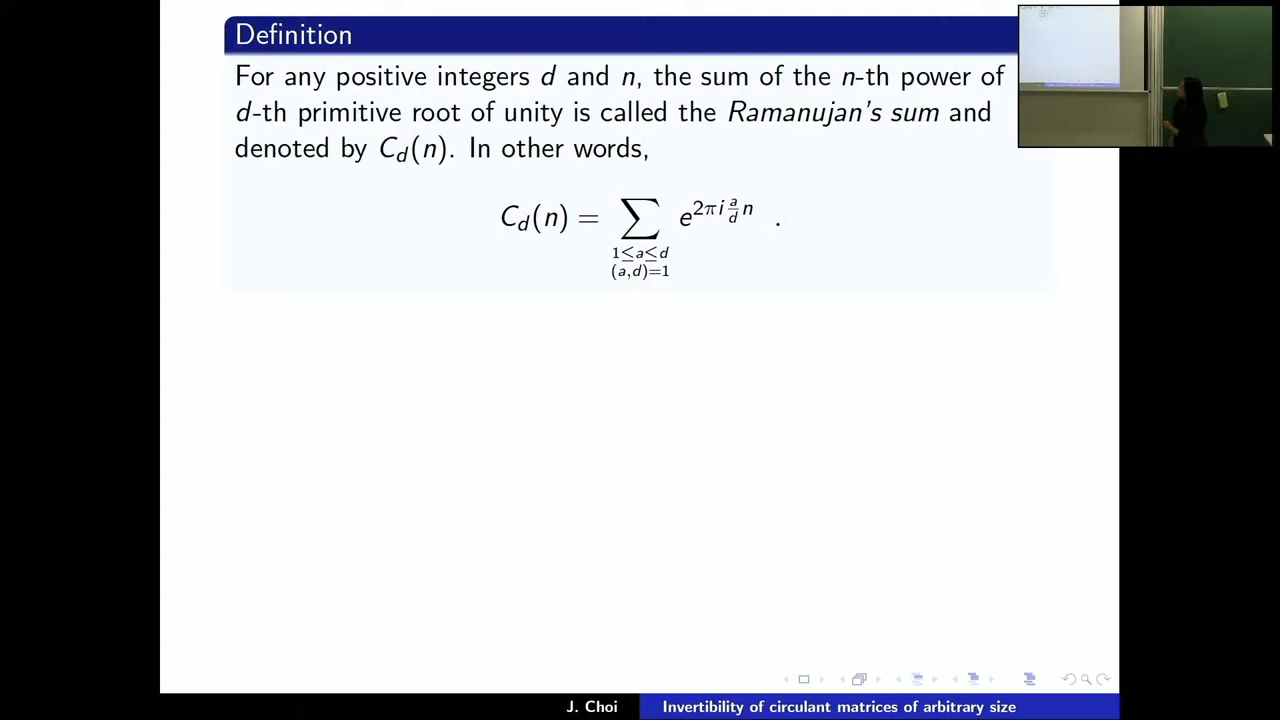 Definition
For any positive integers d and n, the sum of the n-th power of
d-th primitive root of unity is called the Ramanujan's sum and
denoted by C_d(n). In other words,
C_d(n) = ∑_{1≤a≤d (a,d)=1} e^{2πi \frac{a}{d} n} .
J. Choi Invertibility of circulant matrices of arbitrary size